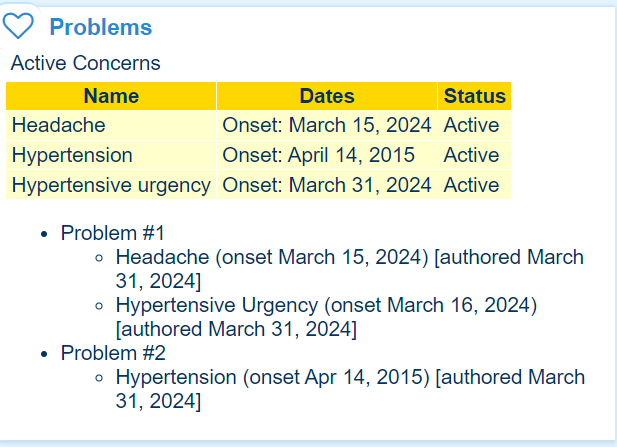 Problems
Active Concerns
Name Dates Status
Headache Onset: March 15, 2024 Active
Hypertension Onset: April 14, 2015 Active
Hypertensive urgency Onset: March 31, 2024 Active
• Problem #1
◦ Headache (onset March 15, 2024) [authored March
31, 2024]
◦ Hypertensive Urgency (onset March 16, 2024)
[authored March 31, 2024]
• Problem #2
◦ Hypertension (onset Apr 14, 2015) [authored March
31, 2024]